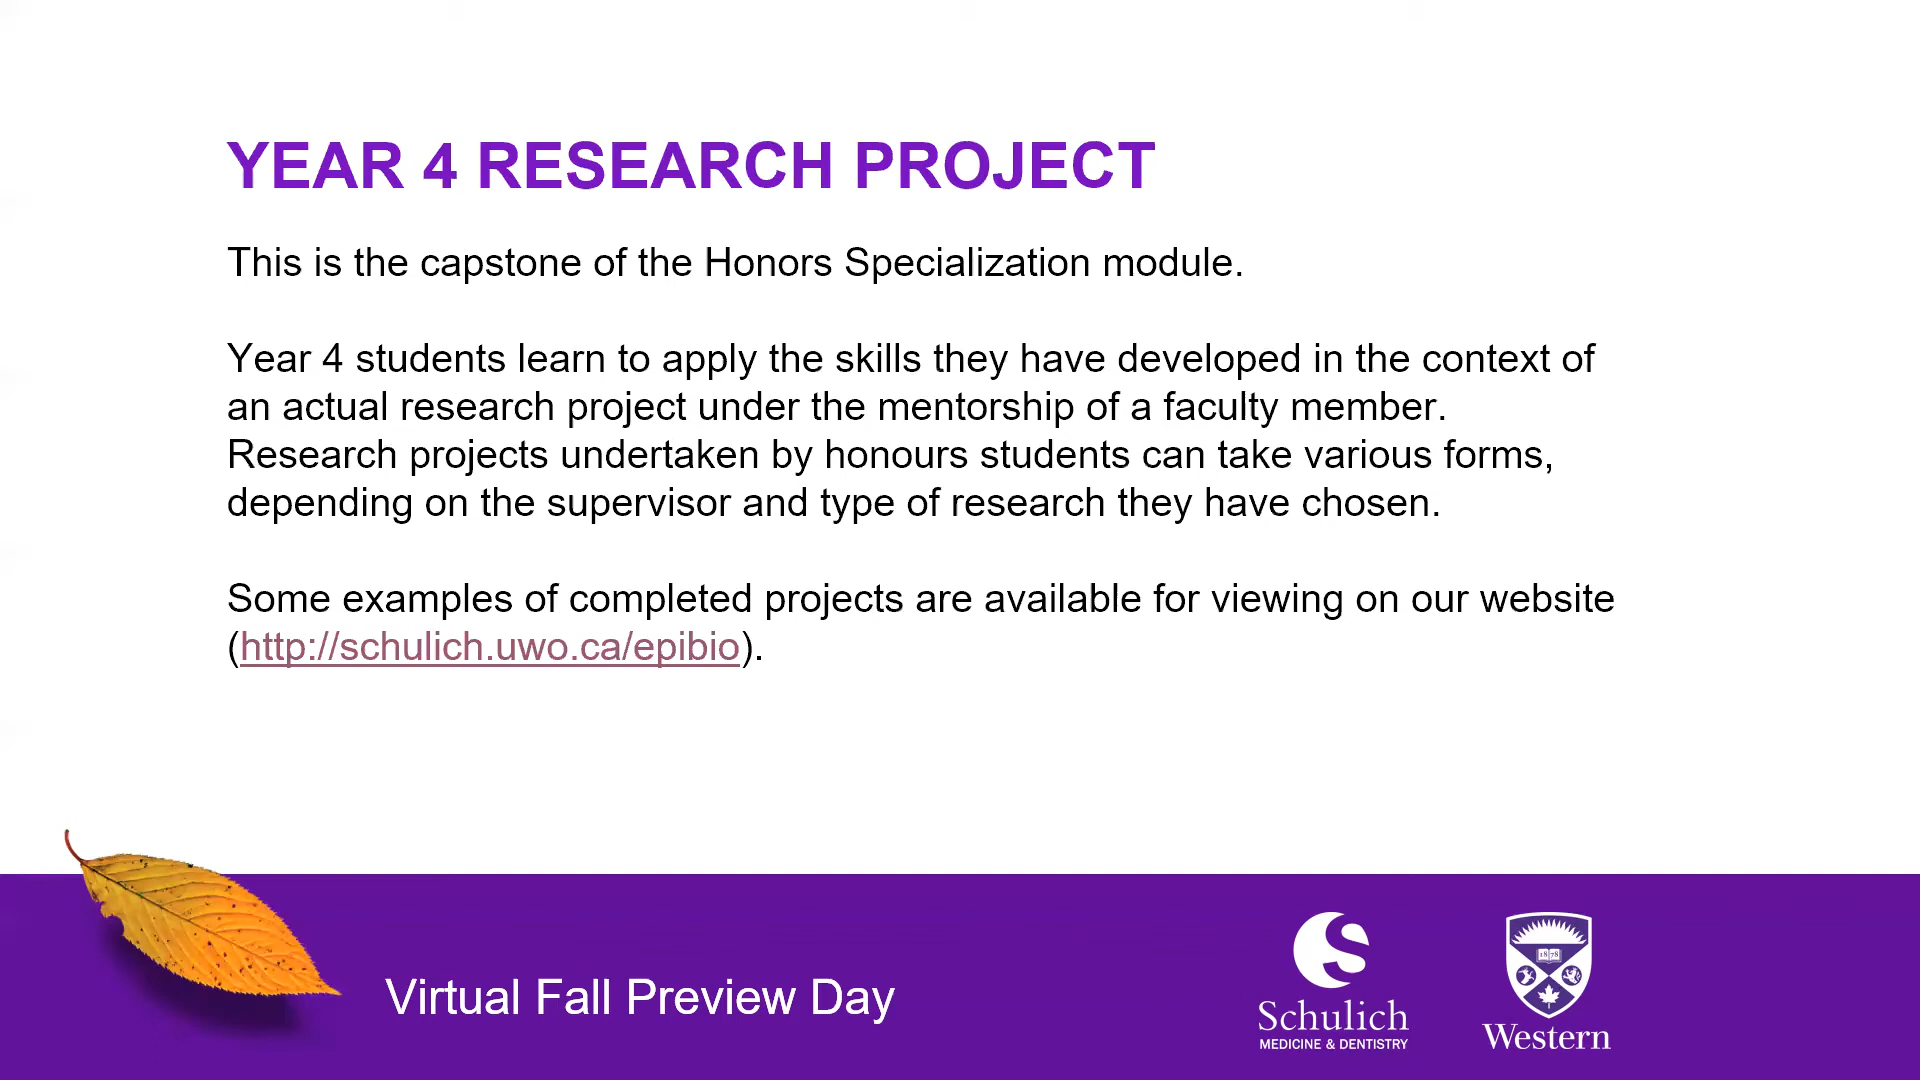 YEAR 4 RESEARCH PROJECT
This is the capstone of the Honors Specialization module.
Year 4 students learn to apply the skills they have developed in the context of
an actual research project under the mentorship of a faculty member.
Research projects undertaken by honours students can take various forms,
depending on the supervisor and type of research they have chosen.
Some examples of completed projects are available for viewing on our website
(http://schulich.uwo.ca/epibio).
Virtual Fall Preview Day
Schulich
MEDICINE & DENTISTRY
1878
Western